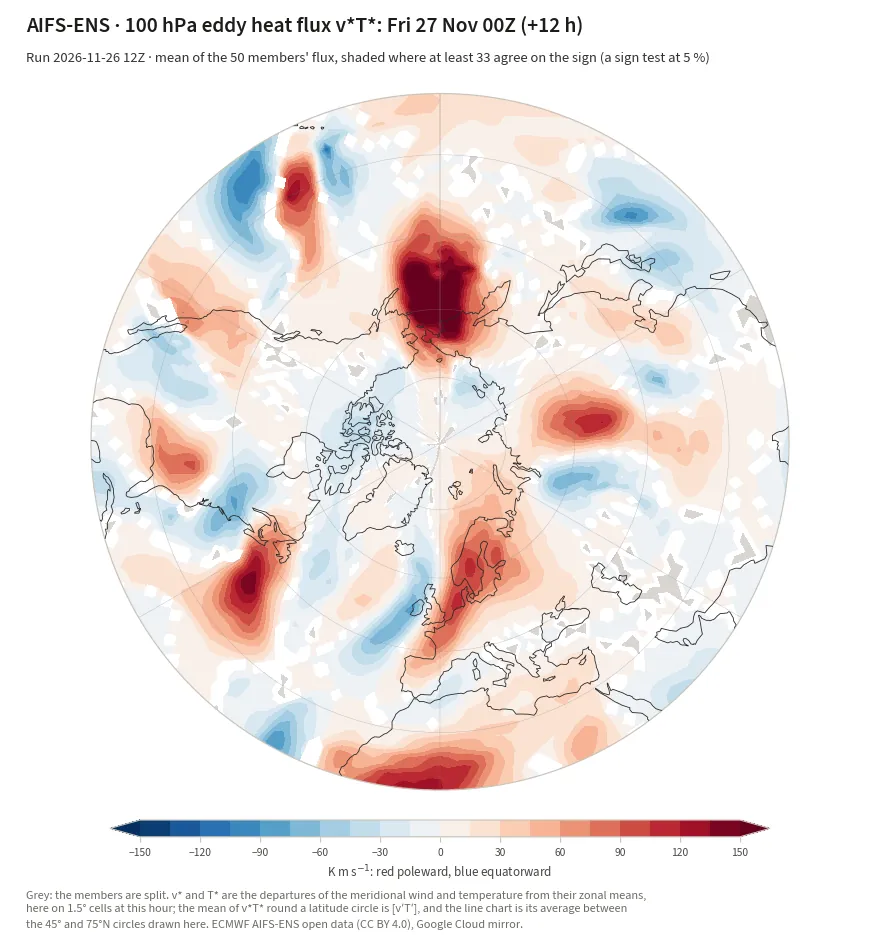 AIFS-ENS · 100 hPa eddy heat flux v*T*: Fri 27 Nov 00Z (+12 h)
Run 2026-11-26 12Z · mean of the 50 members' flux, shaded where at least 33 agree on the sign (a sign test at 5 %)
−150 −120 −90 −60 −30 0 30 60 90 120 150
K m s⁻¹: red poleward, blue equatorward
Grey: the members are split. v* and T* are the departures of the meridional wind and temperature from their zonal means,
here on 1.5° cells at this hour; the mean of v*T* round a latitude circle is [v'T'], and the line chart is its average between
the 45° and 75°N circles drawn here. ECMWF AIFS-ENS open data (CC BY 4.0), Google Cloud mirror.